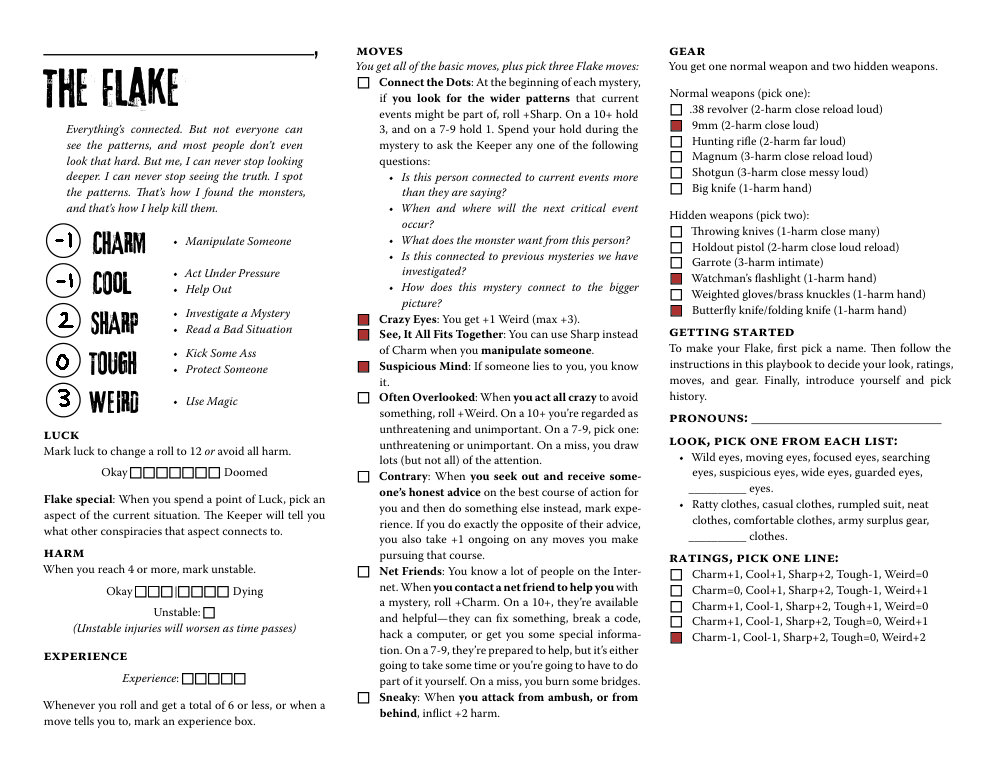 ,
THE FLAKE
Everything's connected. But not everyone can
see the patterns, and most people don't even
look that hard. But me, I can never stop looking
deeper. I can never stop seeing the truth. I spot
the patterns. That's how I found the monsters,
and that's how I help kill them.
-1 CHARM • Manipulate Someone
-1 COOL • Act Under Pressure
• Help Out
2 SHARP • Investigate a Mystery
• Read a Bad Situation
0 TOUGH • Kick Some Ass
• Protect Someone
3 WEIRD • Use Magic
LUCK
Mark luck to change a roll to 12 or avoid all harm.
Okay □□□□□□□ Doomed
Flake special: When you spend a point of Luck, pick an
aspect of the current situation. The Keeper will tell you
what other conspiracies that aspect connects to.
HARM
When you reach 4 or more, mark unstable.
Okay □□□|□□□□ Dying
Unstable: □
(Unstable injuries will worsen as time passes)
EXPERIENCE
Experience: □□□□□
Whenever you roll and get a total of 6 or less, or when a
move tells you to, mark an experience box.
MOVES
You get all of the basic moves, plus pick three Flake moves:
□ Connect the Dots: At the beginning of each mystery,
if you look for the wider patterns that current
events might be part of, roll +Sharp. On a 10+ hold
3, and on a 7-9 hold 1. Spend your hold during the
mystery to ask the Keeper any one of the following
questions:
• Is this person connected to current events more
than they are saying?
• When and where will the next critical event
occur?
• What does the monster want from this person?
• Is this connected to previous mysteries we have
investigated?
• How does this mystery connect to the bigger
picture?
■ Crazy Eyes: You get +1 Weird (max +3).
■ See, It All Fits Together: You can use Sharp instead
of Charm when you manipulate someone.
■ Suspicious Mind: If someone lies to you, you know
it.
□ Often Overlooked: When you act all crazy to avoid
something, roll +Weird. On a 10+ you're regarded as
unthreatening and unimportant. On a 7-9, pick one:
unthreatening or unimportant. On a miss, you draw
lots (but not all) of the attention.
□ Contrary: When you seek out and receive some-
one's honest advice on the best course of action for
you and then do something else instead, mark expe-
rience. If you do exactly the opposite of their advice,
you also take +1 ongoing on any moves you make
pursuing that course.
□ Net Friends: You know a lot of people on the Inter-
net. When you contact a net friend to help you with
a mystery, roll +Charm. On a 10+, they're available
and helpful—they can fix something, break a code,
hack a computer, or get you some special informa-
tion. On a 7-9, they're prepared to help, but it's either
going to take some time or you're going to have to do
part of it yourself. On a miss, you burn some bridges.
□ Sneaky: When you attack from ambush, or from
behind, inflict +2 harm.
GEAR
You get one normal weapon and two hidden weapons.
Normal weapons (pick one):
□ .38 revolver (2-harm close reload loud)
■ 9mm (2-harm close loud)
□ Hunting rifle (2-harm far loud)
□ Magnum (3-harm close reload loud)
□ Shotgun (3-harm close messy loud)
□ Big knife (1-harm hand)
Hidden weapons (pick two):
□ Throwing knives (1-harm close many)
□ Holdout pistol (2-harm close loud reload)
□ Garrote (3-harm intimate)
■ Watchman's flashlight (1-harm hand)
□ Weighted gloves/brass knuckles (1-harm hand)
■ Butterfly knife/folding knife (1-harm hand)
GETTING STARTED
To make your Flake, first pick a name. Then follow the
instructions in this playbook to decide your look, ratings,
moves, and gear. Finally, introduce yourself and pick
history.
PRONOUNS: ____________________
LOOK, PICK ONE FROM EACH LIST:
• Wild eyes, moving eyes, focused eyes, searching
eyes, suspicious eyes, wide eyes, guarded eyes,
__________ eyes.
• Ratty clothes, casual clothes, rumpled suit, neat
clothes, comfortable clothes, army surplus gear,
__________ clothes.
RATINGS, PICK ONE LINE:
□ Charm+1, Cool+1, Sharp+2, Tough-1, Weird=0
□ Charm=0, Cool+1, Sharp+2, Tough-1, Weird+1
□ Charm+1, Cool-1, Sharp+2, Tough+1, Weird=0
□ Charm+1, Cool-1, Sharp+2, Tough=0, Weird+1
■ Charm-1, Cool-1, Sharp+2, Tough=0, Weird+2